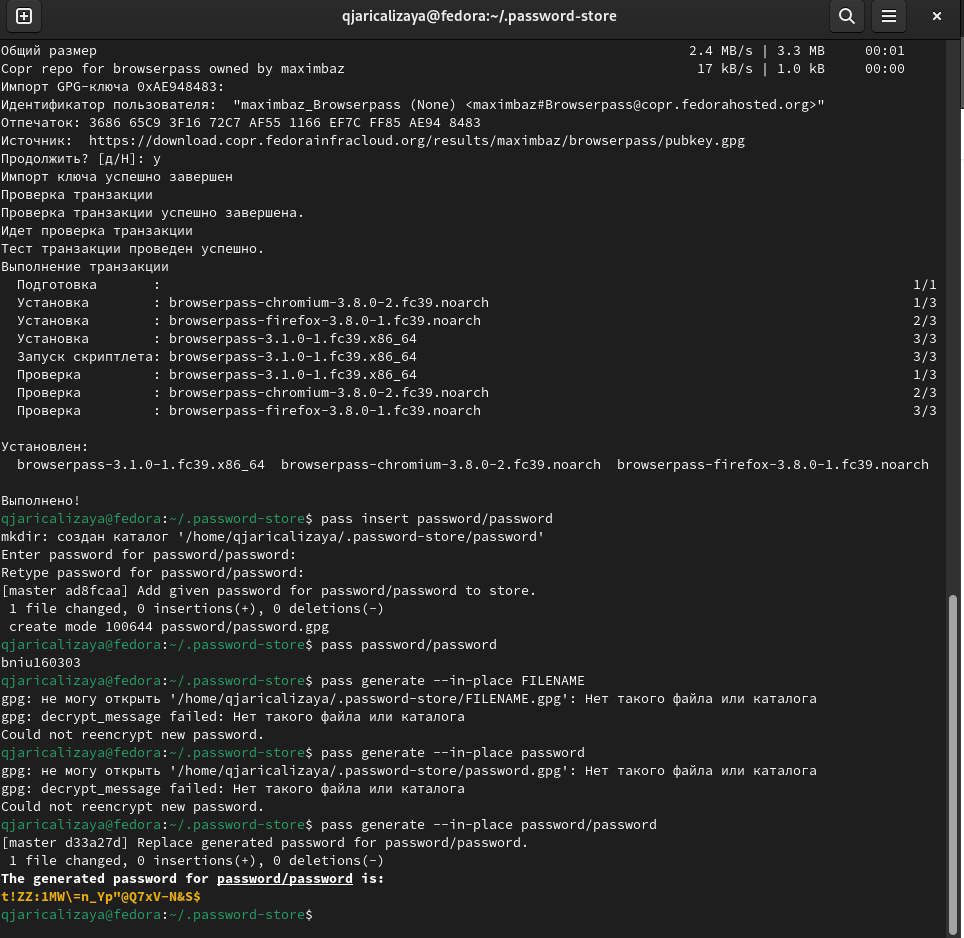 qjaricalizaya@fedora:~/.password-store
Общий размер 2.4 MB/s | 3.3 MB 00:01
Copr repo for browserpass owned by maximbaz 17 kB/s | 1.0 kB 00:00
Импорт GPG-ключа 0xAE948483:
Идентификатор пользователя: "maximbaz_Browserpass (None) <maximbaz#Browserpass@copr.fedorahosted.org>"
Отпечаток: 3686 65C9 3F16 72C7 AF55 1166 EF7C FF85 AE94 8483
Источник: https://download.copr.fedorainfracloud.org/results/maximbaz/browserpass/pubkey.gpg
Продолжить? [д/Н]: y
Импорт ключа успешно завершен
Проверка транзакции
Проверка транзакции успешно завершена.
Идет проверка транзакции
Тест транзакции проведен успешно.
Выполнение транзакции
Подготовка : 1/1
Установка : browserpass-chromium-3.8.0-2.fc39.noarch 1/3
Установка : browserpass-firefox-3.8.0-1.fc39.noarch 2/3
Установка : browserpass-3.1.0-1.fc39.x86_64 3/3
Запуск скриптлета: browserpass-3.1.0-1.fc39.x86_64 3/3
Проверка : browserpass-3.1.0-1.fc39.x86_64 1/3
Проверка : browserpass-chromium-3.8.0-2.fc39.noarch 2/3
Проверка : browserpass-firefox-3.8.0-1.fc39.noarch 3/3
Установлен:
browserpass-3.1.0-1.fc39.x86_64 browserpass-chromium-3.8.0-2.fc39.noarch browserpass-firefox-3.8.0-1.fc39.noarch
Выполнено!
qjaricalizaya@fedora:~/.password-store$ pass insert password/password
mkdir: создан каталог '/home/qjaricalizaya/.password-store/password'
Enter password for password/password:
Retype password for password/password:
[master ad8fcaa] Add given password for password/password to store.
1 file changed, 0 insertions(+), 0 deletions(-)
create mode 100644 password/password.gpg
qjaricalizaya@fedora:~/.password-store$ pass password/password
bniu160303
qjaricalizaya@fedora:~/.password-store$ pass generate --in-place FILENAME
gpg: не могу открыть '/home/qjaricalizaya/.password-store/FILENAME.gpg': Нет такого файла или каталога
gpg: decrypt_message failed: Нет такого файла или каталога
Could not reencrypt new password.
qjaricalizaya@fedora:~/.password-store$ pass generate --in-place password
gpg: не могу открыть '/home/qjaricalizaya/.password-store/password.gpg': Нет такого файла или каталога
gpg: decrypt_message failed: Нет такого файла или каталога
Could not reencrypt new password.
qjaricalizaya@fedora:~/.password-store$ pass generate --in-place password/password
[master d33a27d] Replace generated password for password/password.
1 file changed, 0 insertions(+), 0 deletions(-)
The generated password for password/password is:
t!ZZ:1MW\=n_Yp"@Q7xV-N&S$
qjaricalizaya@fedora:~/.password-store$